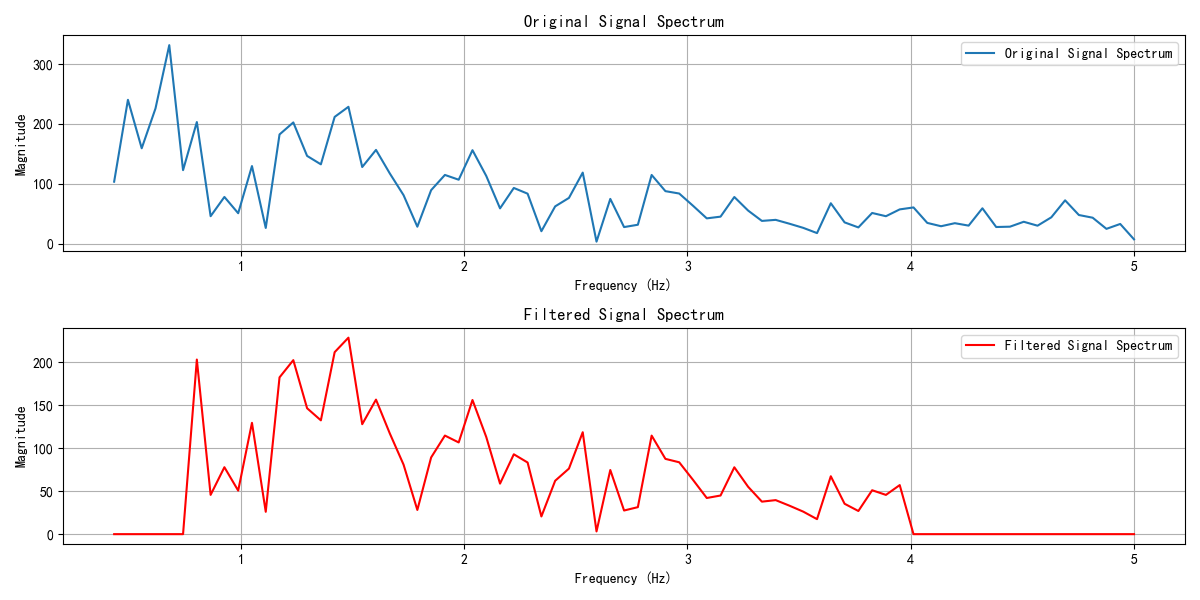 Original Signal Spectrum
Original Signal Spectrum
300
200
100
0
Magnitude
1 2 3 4 5
Frequency (Hz)
Filtered Signal Spectrum
Filtered Signal Spectrum
200
150
100
50
0
Magnitude
1 2 3 4 5
Frequency (Hz)